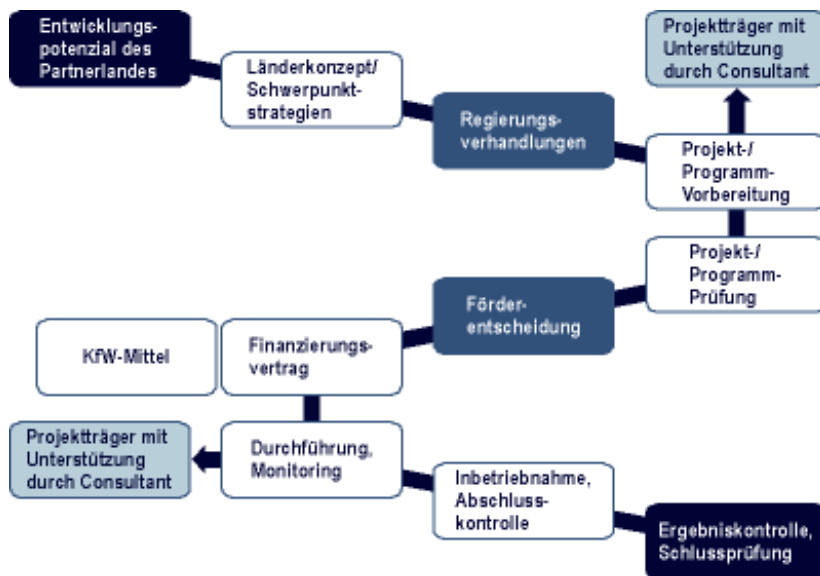 Entwicklungs-
potenzial des
Partnerlandes
Länderkonzept/
Schwerpunkt-
strategien
Regierungs-
verhandlungen
Projektträger mit
Unterstützung
durch Consultant
Projekt-/
Programm-
Vorbereitung
Projekt-/
Programm-
Prüfung
Förder-
entscheidung
Finanzierungs-
vertrag
KfW-Mittel
Durchführung,
Monitoring
Projektträger mit
Unterstützung
durch Consultant
Inbetriebnahme,
Abschluss-
kontrolle
Ergebniskontrolle,
Schlussprüfung